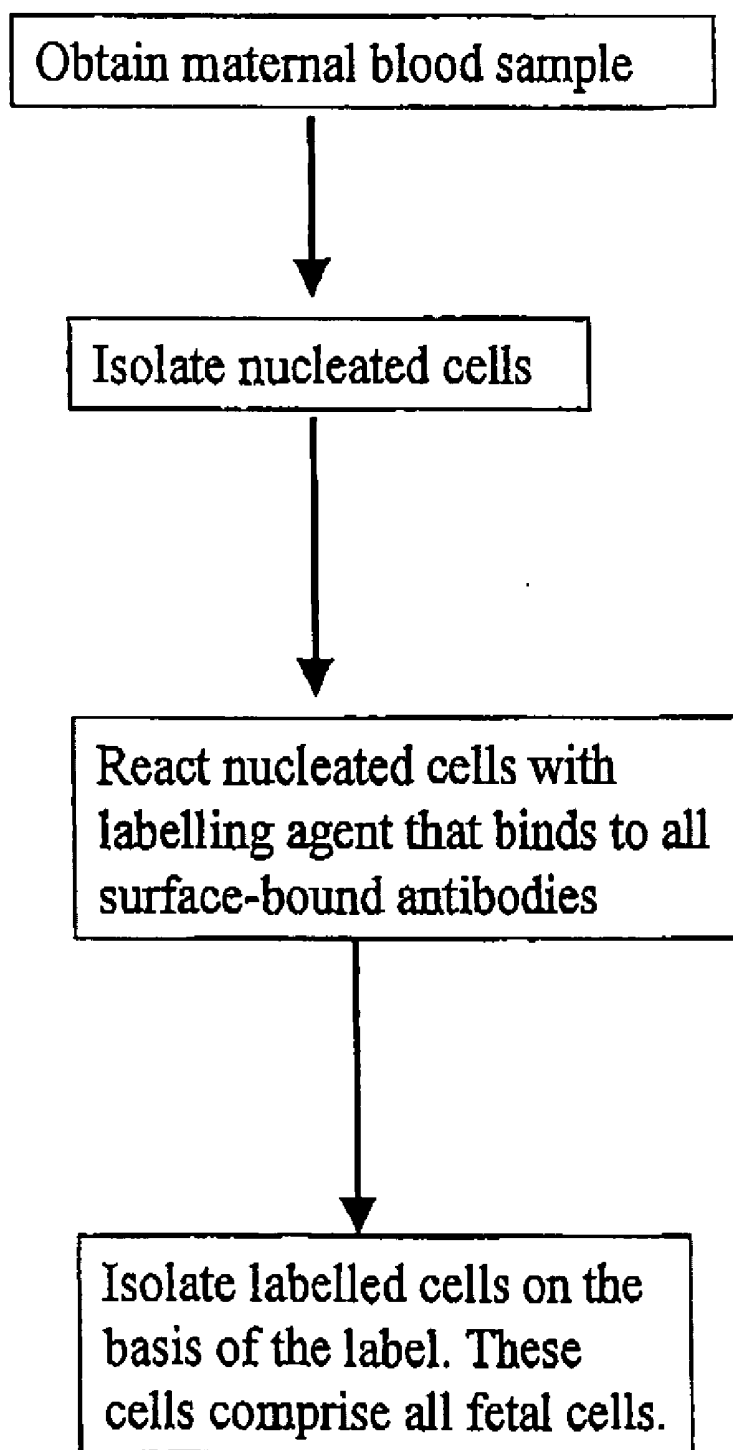 Obtain maternal blood sample
Isolate nucleated cells
React nucleated cells with
labelling agent that binds to all
surface-bound antibodies
Isolate labelled cells on the
basis of the label. These
cells comprise all fetal cells.